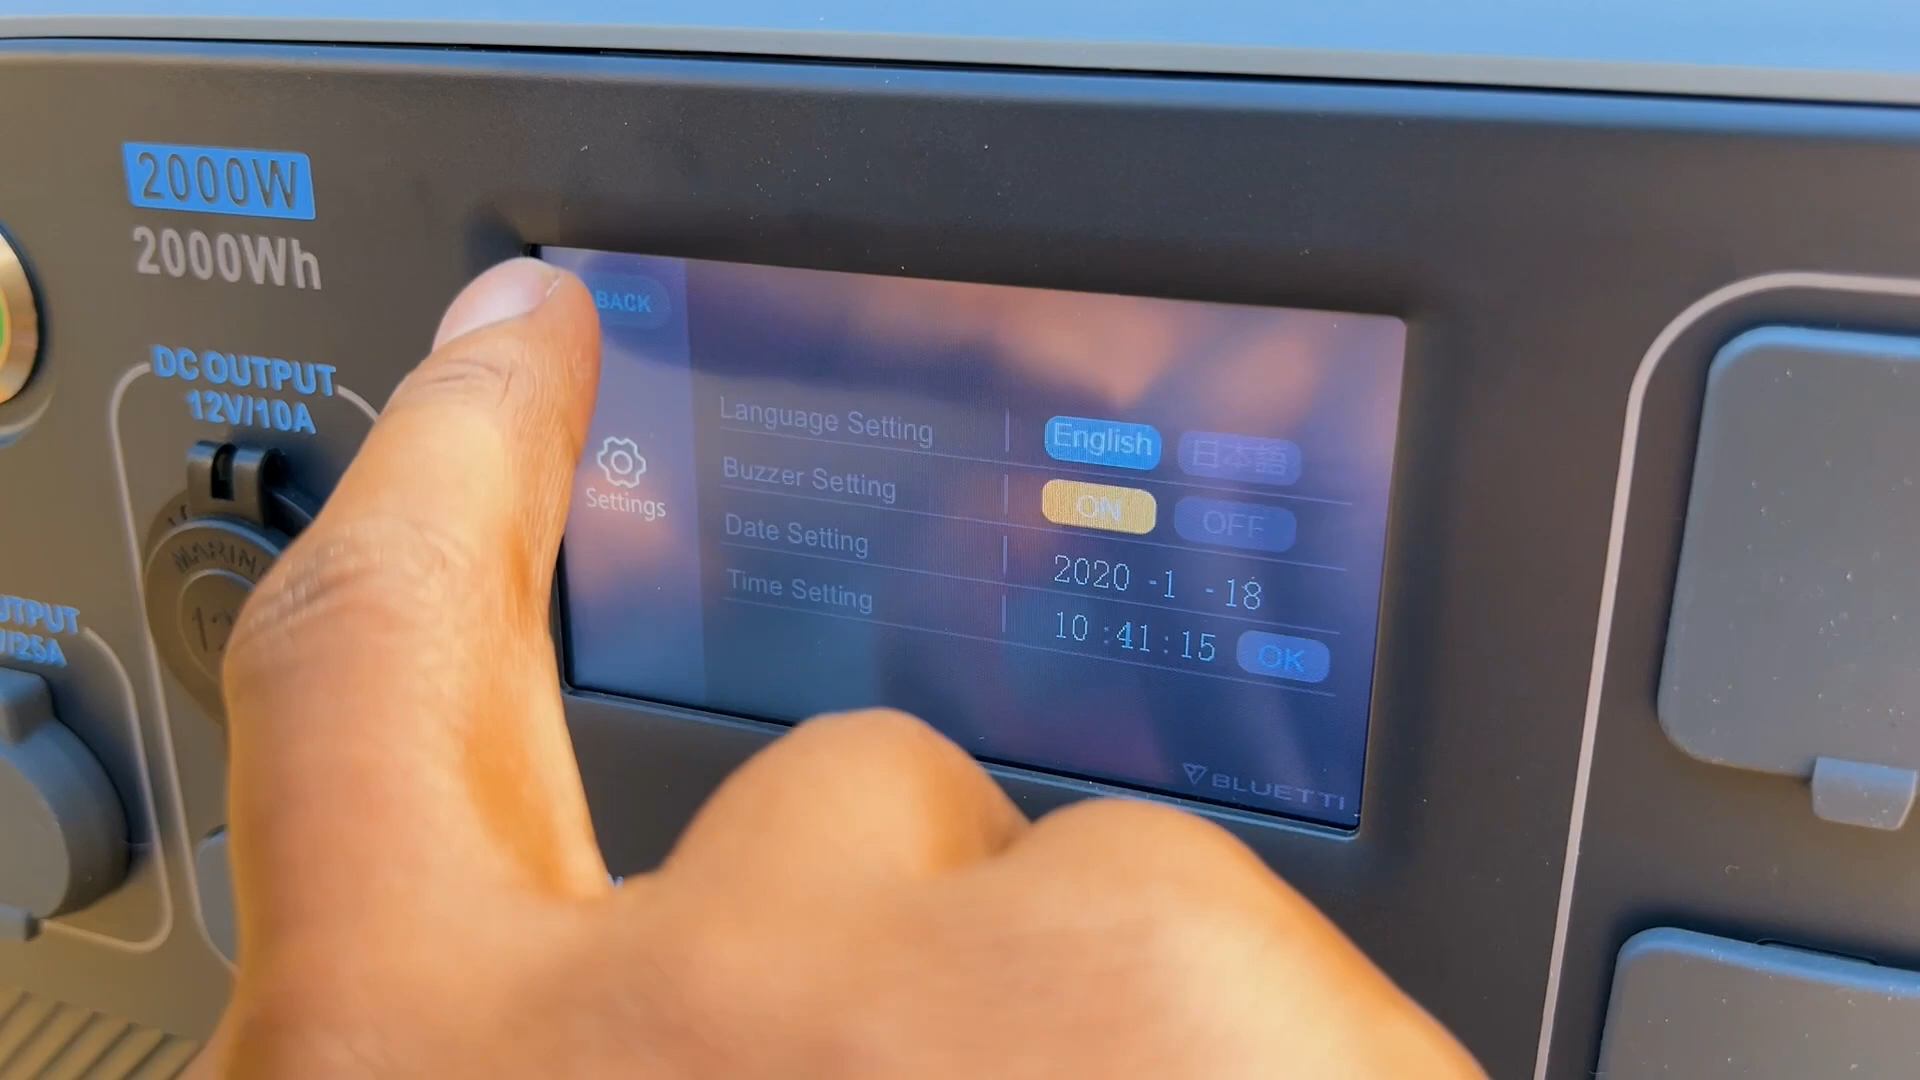 2000W
2000Wh
DC OUTPUT
12V/10A
BACK
Settings
Language Setting
English
日本語
Buzzer Setting
ON
OFF
Date Setting
2020 -1 -18
Time Setting
10 :41:15
OK
BLUETTI